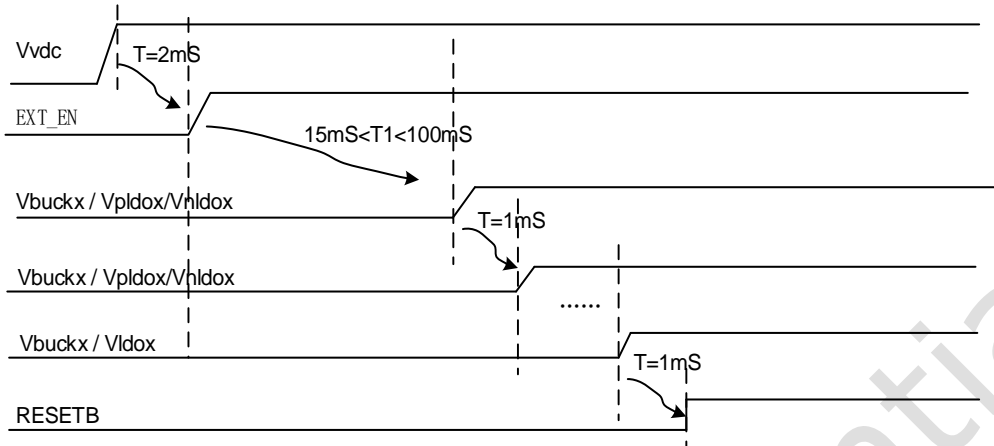 Vvdc
T=2mS
EXT_EN
15mS<T1<100mS
Vbuckx / Vpldox/Vnldox
T=1mS
Vbuckx / Vpldox/Vnldox
......
Vbuckx / Vldox
T=1mS
RESETB